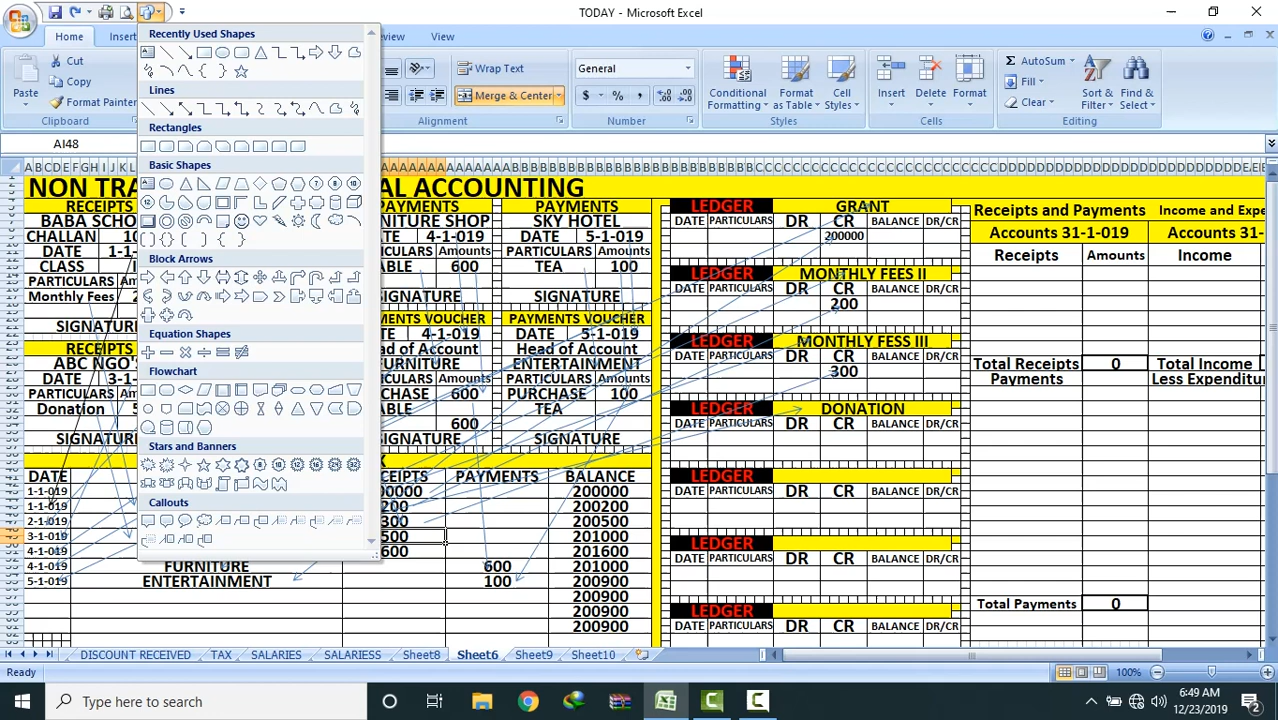 TODAY - Microsoft Excel
Home Inser view View
Cut
Copy
Format Painter
Paste
Clipboard
Recently Used Shapes
Lines
Rectangles
Basic Shapes
Block Arrows
Equation Shapes
Flowchart
Stars and Banners
Callouts
Wrap Text
Merge & Center
Alignment
General
$ % ,
Number
Conditional Formatting
Format as Table
Cell Styles
Styles
Insert Delete Format
Cells
AutoSum
Fill
Clear
Sort & Filter
Find & Select
Editing
AI48
NON TRA AL ACCOUNTING
RECEIPTS
BABA SCHO
CHALLAN
DATE 1-1-
CLASS
PARTICULARS
Monthly Fees
SIGNATUR
RECEIPTS
ABC NGO'S
DATE 3-1-
PARTICULARS
Donation
SIGNATUR
PAYMENTS
NITURE SHOP
TE 4-1-019
CULARS Amounts
ABLE 600
SIGNATURE
MENTS VOUCHER
TE 4-1-019
ead of Account
URNITURE
CULARS Amounts
CHASE 600
ABLE
600
SIGNATURE
PAYMENTS
SKY HOTEL
DATE 5-1-019
PARTICULARS Amounts
TEA 100
SIGNATURE
PAYMENTS VOUCHER
DATE 5-1-019
Head of Account
ENTERTAINMENT
PARTICULARS Amounts
PURCHASE 100
TEA
SIGNATURE
DATE CEIPTS PAYMENTS BALANCE
1-1-019 00000 200000
1-1-019 200 200200
2-1-019 300 200500
3-1-019 500 201000
4-1-019 600 201600
4-1-019 FURNITURE 600 201000
5-1-019 ENTERTAINMENT 100 200900
200900
200900
200900
LEDGER GRANT
DATE PARTICULARS DR CR BALANCE DR/CR
200000
LEDGER MONTHLY FEES II
DATE PARTICULARS DR CR BALANCE DR/CR
200
LEDGER MONTHLY FESS III
DATE PARTICULARS DR CR BALANCE DR/CR
300
LEDGER DONATION
DATE PARTICULARS DR CR BALANCE DR/CR
LEDGER
DATE PARTICULARS DR CR BALANCE DR/CR
LEDGER
DATE PARTICULARS DR CR BALANCE DR/CR
LEDGER
DATE PARTICULARS DR CR BALANCE DR/CR
Receipts and Payments Income and Expe
Accounts 31-1-019 Accounts 31-
Receipts Amounts Income
Total Receipts 0 Total Income
Payments Less Expenditu
Total Payments 0
DISCOUNT RECEIVED TAX SALARIES SALARIESS Sheet8 Sheet6 Sheet9 Sheet10
Ready
100%
Type here to search
6:49 AM
12/23/2019
2